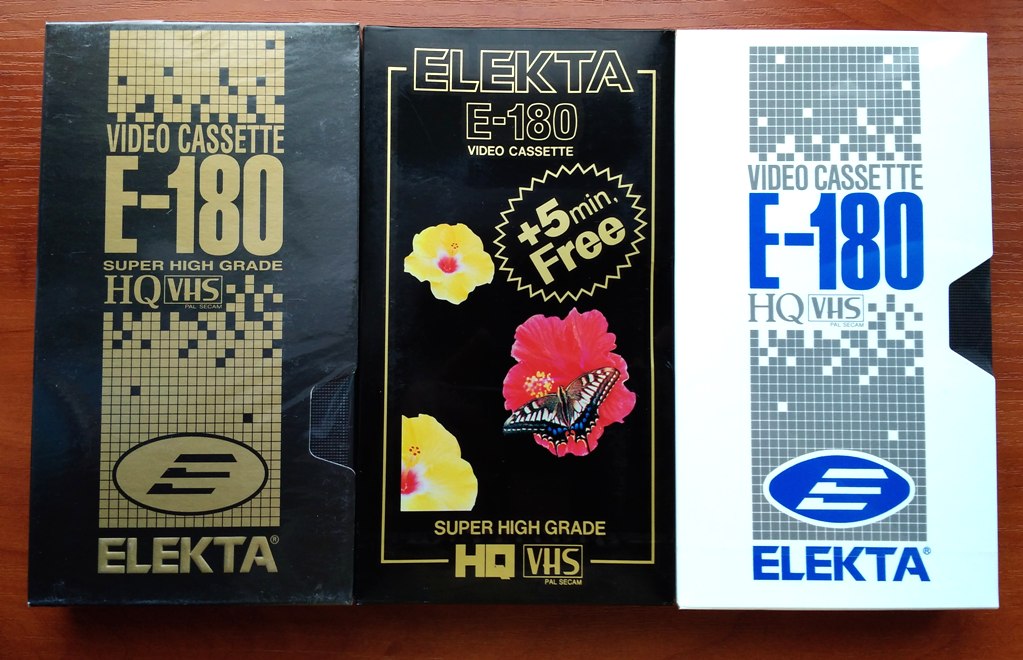 VIDEO CASSETTE
E-180
SUPER HIGH GRADE
HQ VHS
PAL SECAM
E
ELEKTA®
ELEKTA
E-180
VIDEO CASSETTE
+5 min.
Free
SUPER HIGH GRADE
HQ VHS
PAL SECAM
VIDEO CASSETTE
E-180
HQ VHS
PAL SECAM
E
ELEKTA®